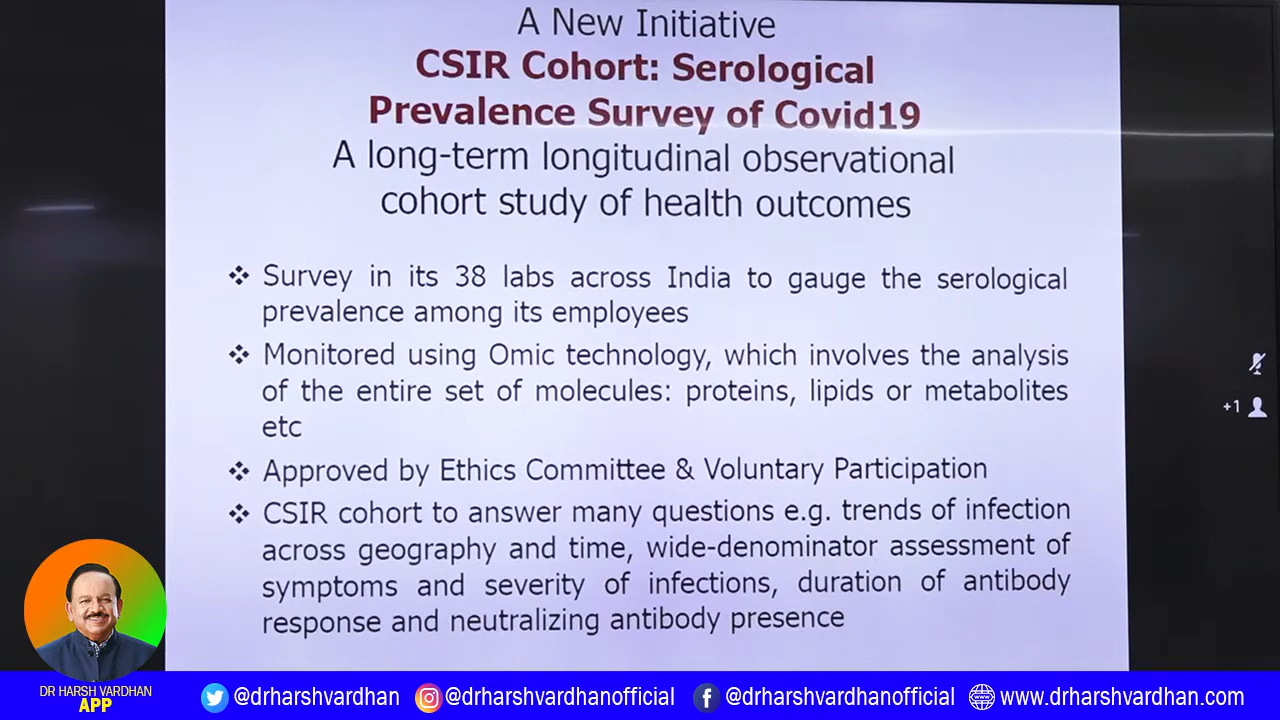 A New Initiative
CSIR Cohort: Serological
Prevalence Survey of Covid19
A long-term longitudinal observational
cohort study of health outcomes
❖ Survey in its 38 labs across India to gauge the serological
prevalence among its employees
❖ Monitored using Omic technology, which involves the analysis
of the entire set of molecules: proteins, lipids or metabolites
etc
❖ Approved by Ethics Committee & Voluntary Participation
❖ CSIR cohort to answer many questions e.g. trends of infection
across geography and time, wide-denominator assessment of
symptoms and severity of infections, duration of antibody
response and neutralizing antibody presence
+1
DR HARSH VARDHAN
APP
@drharshvardhan @drharshvardhanofficial @drharshvardhanofficial www.drharshvardhan.com